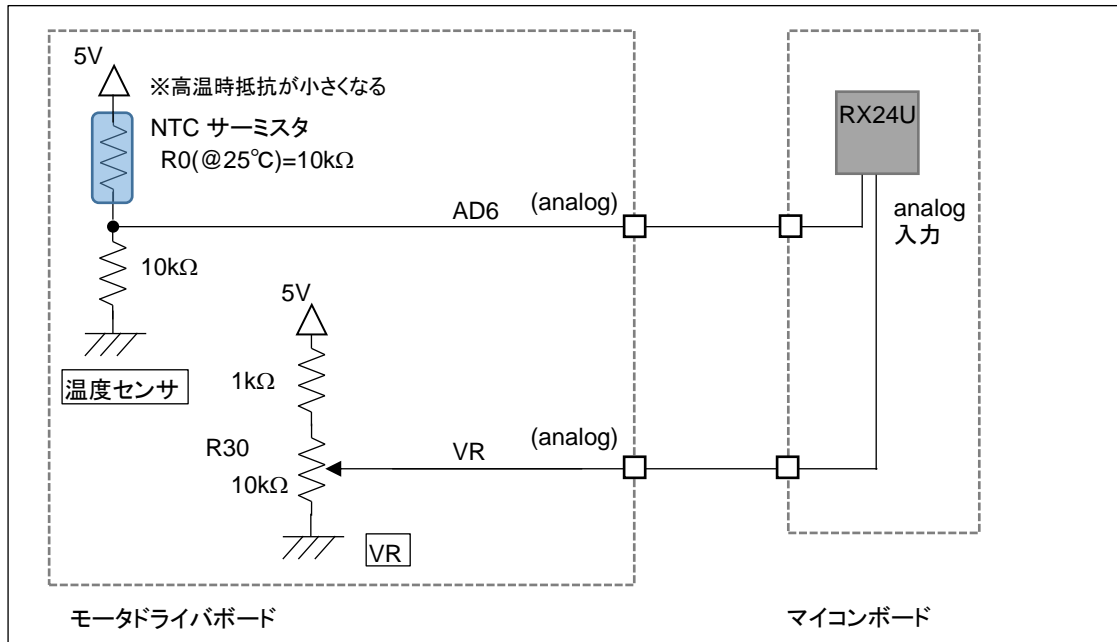 5V
※高温時抵抗が小さくなる
NTC サーミスタ
R0(@25℃)=10kΩ
RX24U
AD6
(analog)
analog
入力
10kΩ
5V
温度センサ
1kΩ
R30
10kΩ
VR
(analog)
VR
モータドライバボード
マイコンボード